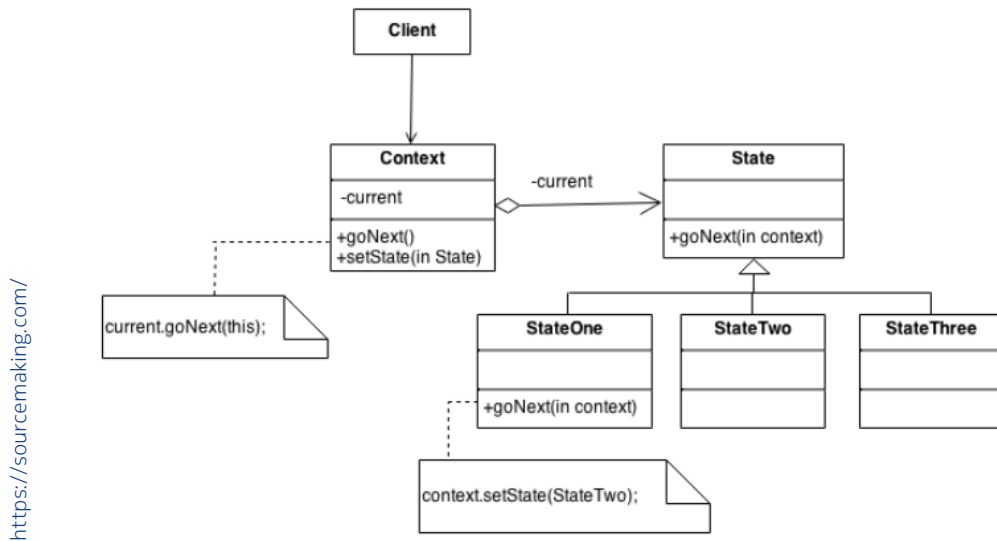 Client
Context
-current
+goNext()
+setState(in State)
-current
State
+goNext(in context)
current.goNext(this);
StateOne
+goNext(in context)
StateTwo
StateThree
context.setState(StateTwo);
https://sourcemaking.com/